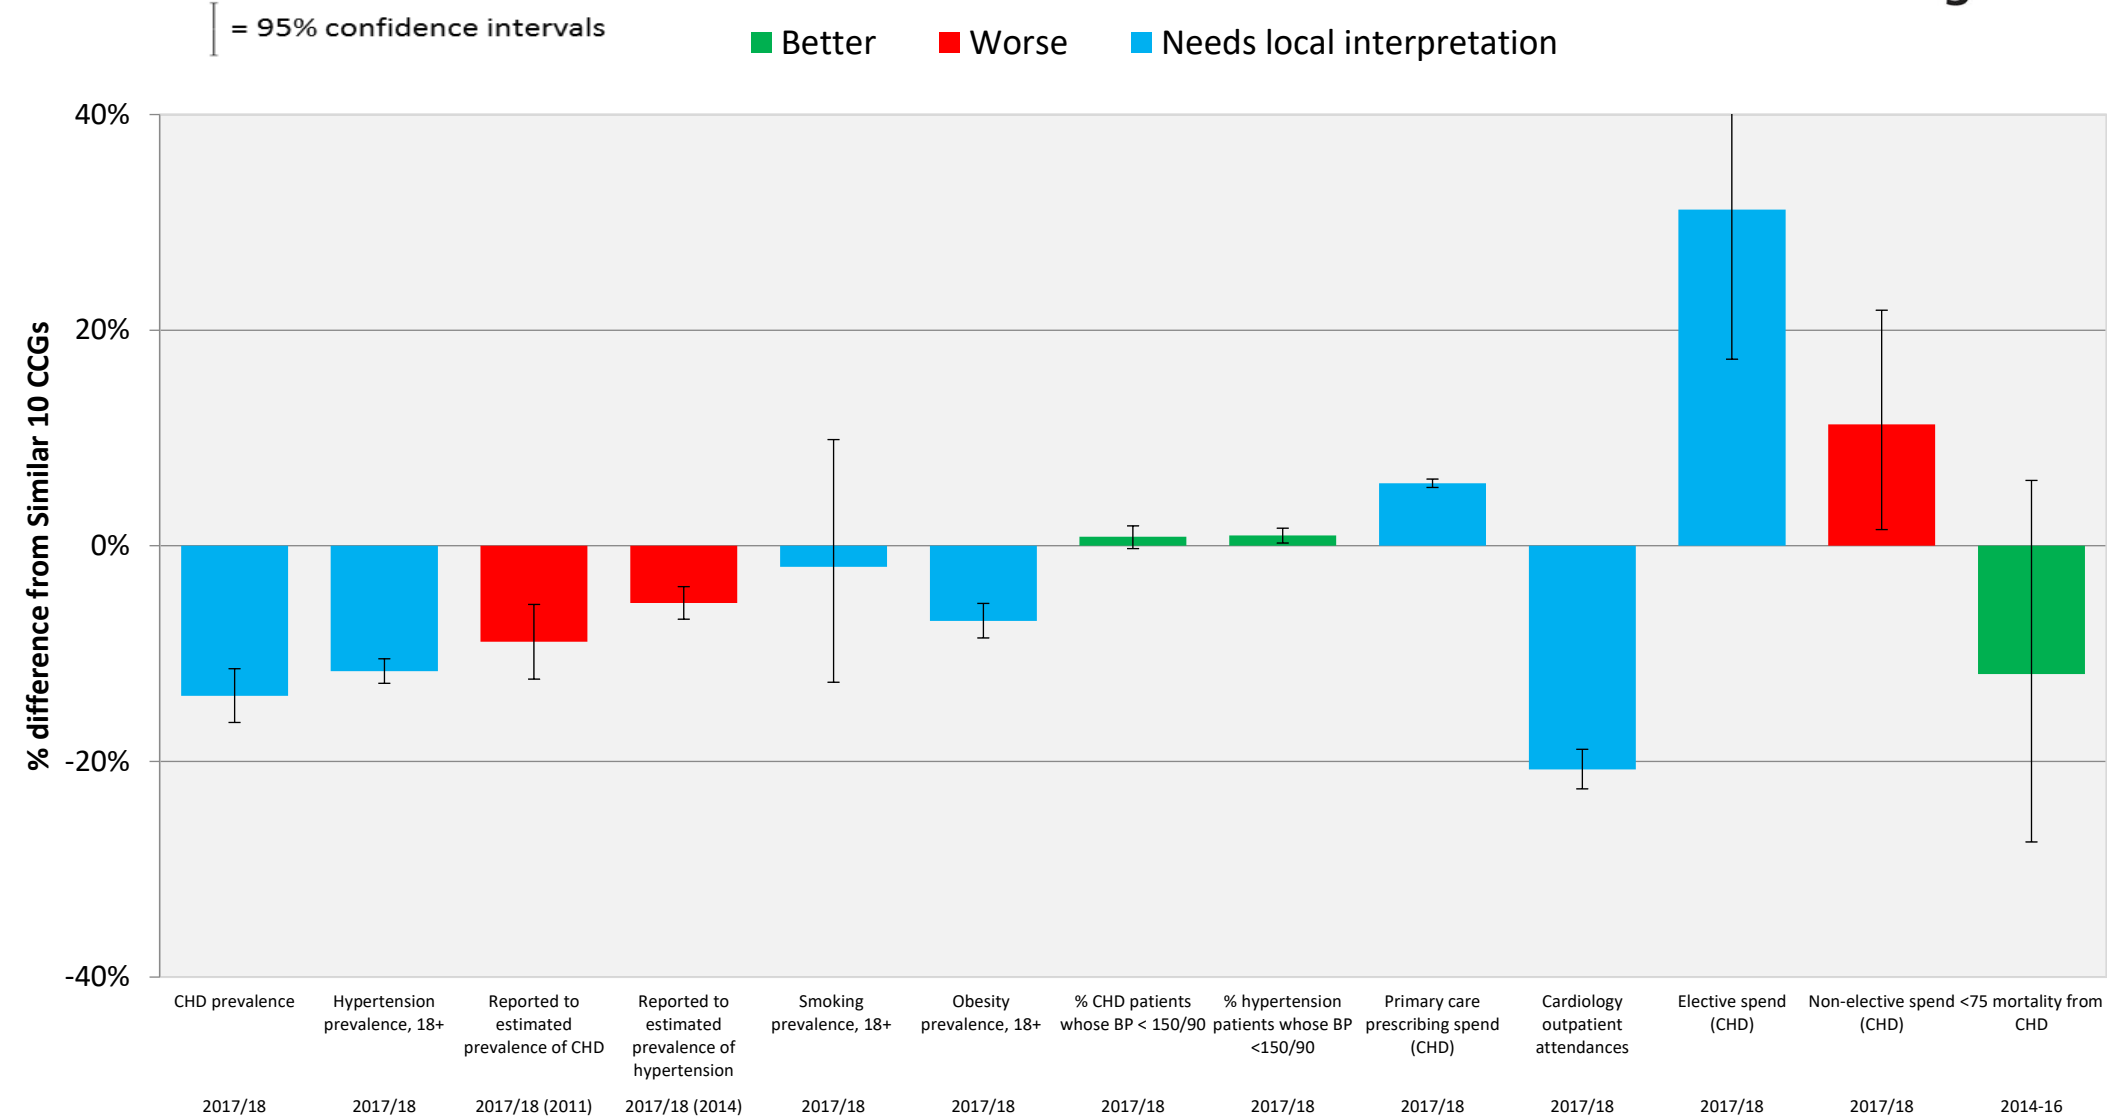 = 95% confidence intervals
Better Worse Needs local interpretation
% difference from Similar 10 CCGs
40%
20%
0%
-20%
-40%
CHD prevalence
2017/18
Hypertension
prevalence, 18+
2017/18
Reported to
estimated
prevalence of CHD
2017/18 (2011)
Reported to
estimated
prevalence of
hypertension
2017/18 (2014)
Smoking
prevalence, 18+
2017/18
Obesity
prevalence, 18+
2017/18
% CHD patients
whose BP < 150/90
2017/18
% hypertension
patients whose BP
<150/90
2017/18
Primary care
prescribing spend
(CHD)
2017/18
Cardiology
outpatient
attendances
2017/18
Elective spend
(CHD)
2017/18
Non-elective spend
(CHD)
2017/18
<75 mortality from
CHD
2014-16